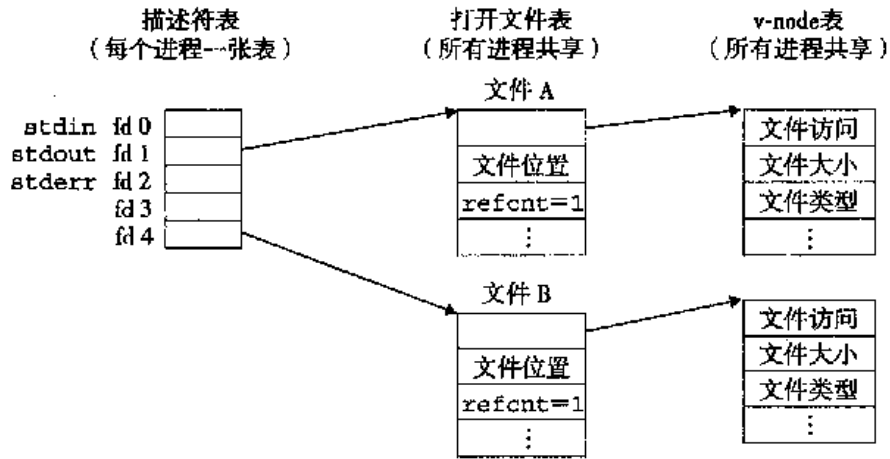 描述符表
（每个进程一张表）
打开文件表
（所有进程共享）
v-node表
（所有进程共享）
stdin fd 0
stdout fd 1
stderr fd 2
fd 3
fd 4
文件 A
文件位置
refcnt=1
⋮
文件访问
文件大小
文件类型
⋮
文件 B
文件位置
refcnt=1
⋮
文件访问
文件大小
文件类型
⋮